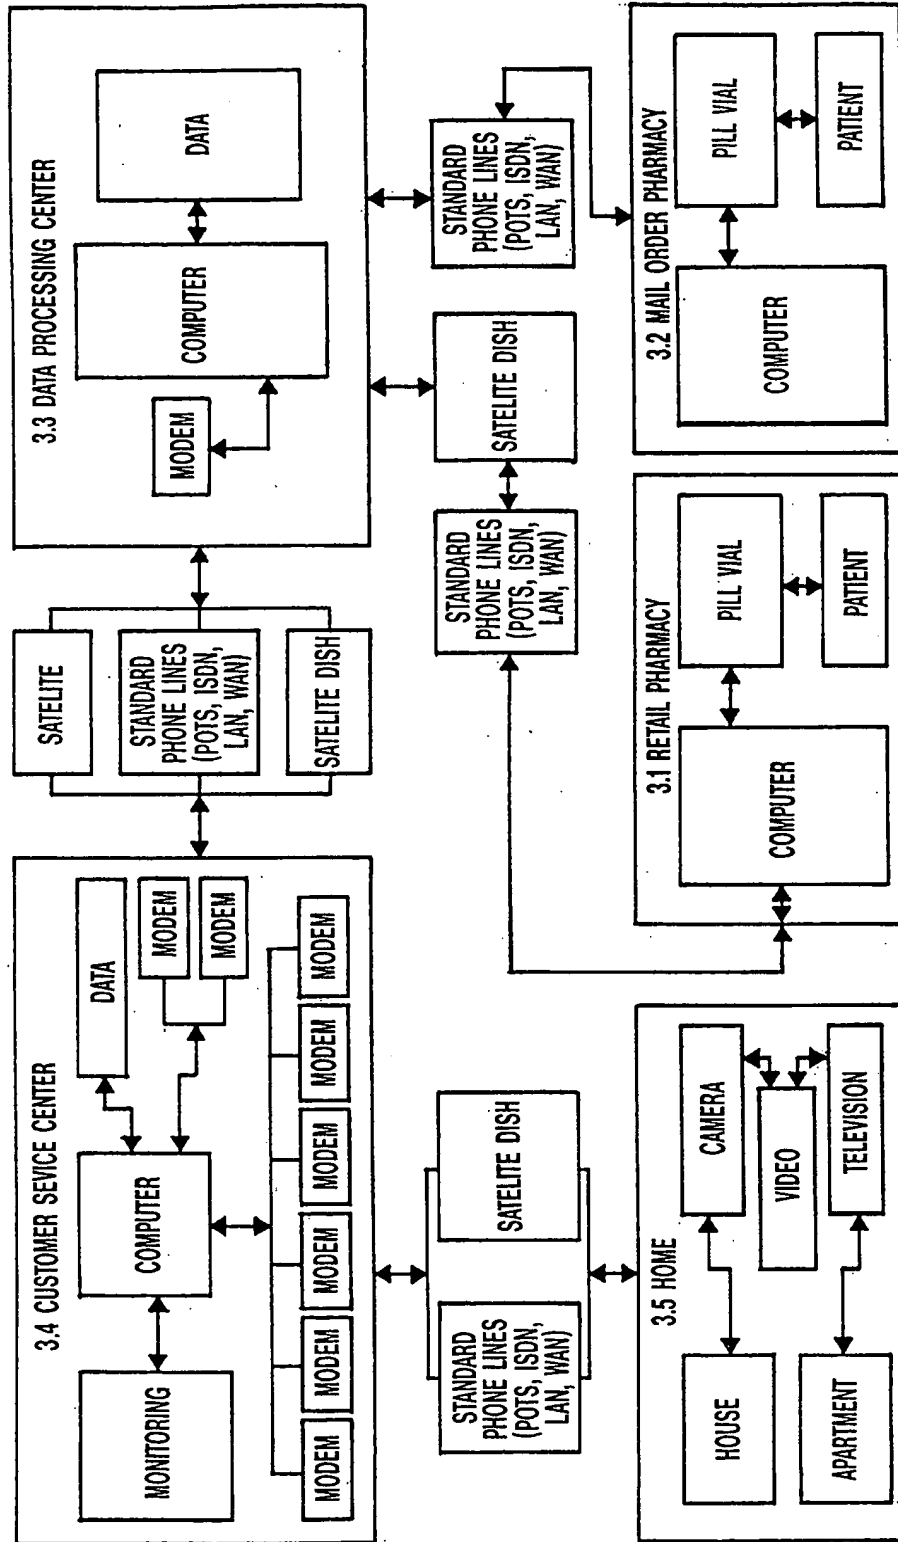 3.4 CUSTOMER SEVICE CENTER
MONITORING
COMPUTER
DATA
MODEM
MODEM
MODEM
MODEM
MODEM
MODEM
MODEM
MODEM
SATELITE
STANDARD
PHONE LINES
(POTS, ISDN,
LAN, WAN)
SATELITE DISH
3.3 DATA PROCESSING CENTER
MODEM
COMPUTER
DATA
STANDARD
PHONE LINES
(POTS, ISDN,
LAN, WAN)
SATELITE DISH
STANDARD
PHONE LINES
(POTS, ISDN,
LAN, WAN)
SATELITE DISH
STANDARD
PHONE LINES
(POTS, ISDN,
LAN, WAN)
3.5 HOME
HOUSE
CAMERA
VIDEO
APARTMENT
TELEVISION
3.1 RETAIL PHARMACY
COMPUTER
PILL VIAL
PATIENT
3.2 MAIL ORDER PHARMACY
COMPUTER
PILL VIAL
PATIENT